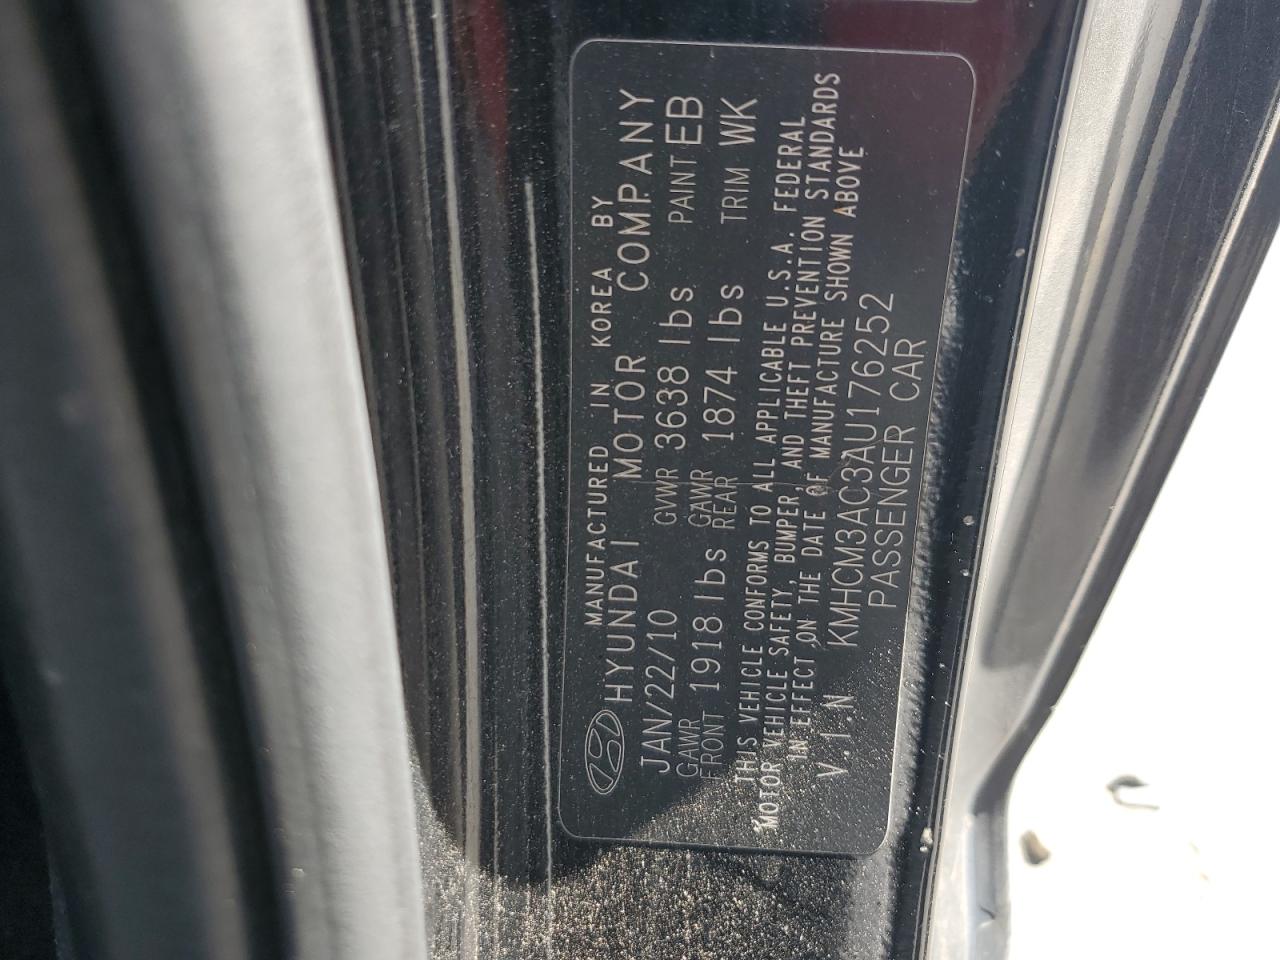 MANUFACTURED IN KOREA BY
HYUNDAI MOTOR COMPANY
JAN/22/10 GVWR 3638 lbs PAINT EB
GAWR FRONT 1918 lbs GAWR REAR 1874 lbs TRIM WK
THIS VEHICLE CONFORMS TO ALL APPLICABLE U.S.A. FEDERAL
MOTOR VEHICLE SAFETY, BUMPER, AND THEFT PREVENTION STANDARDS
IN EFFECT ON THE DATE OF MANUFACTURE SHOWN ABOVE
V.I.N KMHCM3AC3AU176252
PASSENGER CAR